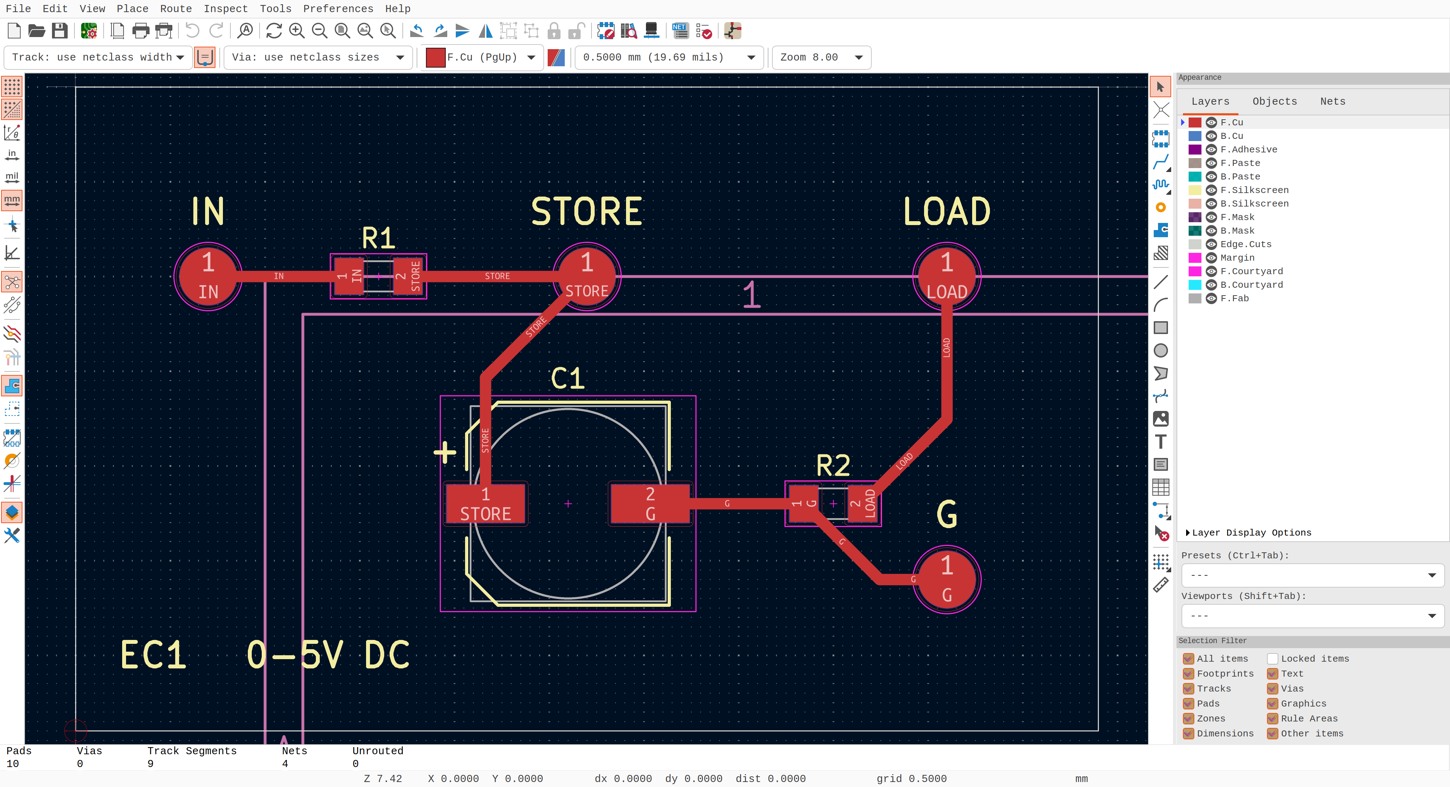 File Edit View Place Route Inspect Tools Preferences Help
Track: use netclass width Via: use netclass sizes F.Cu (PgUp) 0.5000 mm (19.69 mils) Zoom 8.00
Appearance
Layers Objects Nets
F.Cu
B.Cu
F.Adhesive
F.Paste
B.Paste
F.Silkscreen
B.Silkscreen
F.Mask
B.Mask
Edge.Cuts
Margin
F.Courtyard
B.Courtyard
F.Fab
Layer Display Options
Presets (Ctrl+Tab):
---
Viewports (Shift+Tab):
---
Selection Filter
All items Locked items
Footprints Text
Tracks Vias
Pads Graphics
Zones Rule Areas
Dimensions Other items
in
mil
mm
IN STORE LOAD
R1
1 IN
IN
1 IN
2 STORE
STORE
1 STORE
1
1 LOAD
STORE
LOAD
C1
STORE
+
1 STORE
2 G
G
R2
1 G
2 LOAD
LOAD
G
G
G
1 G
EC1 0-5V DC
Pads Vias Track Segments Nets Unrouted
10 0 9 4 0
Z 7.42 X 0.0000 Y 0.0000 dx 0.0000 dy 0.0000 dist 0.0000 grid 0.5000 mm